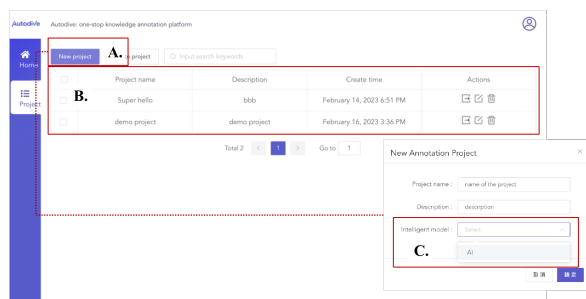 Autodive
Autodive: one-stop knowledge annotation platform
Home
Project
New project
A.
project
Input search keywords
Project name Description Create time Actions
B.
Super hello bbb February 14, 2023 6:51 PM
demo project demo project February 16, 2023 3:36 PM
Total 2 < 1 > Go to 1
New Annotation Project ×
Project name : name of the project
Description : description
Intelligent model : Select
C.
AI
取消 確定